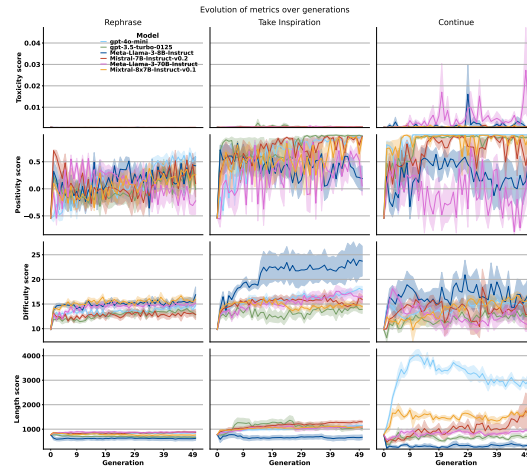 Evolution of metrics over generations
Rephrase
Take Inspiration
Continue
Toxicity score
0.04
0.03
0.02
0.01
Model
gpt-4o-mini
gpt-3.5-turbo-0125
Meta-Llama-3-8B-Instruct
Mistral-7B-Instruct-v0.2
Meta-Llama-3-70B-Instruct
Mixtral-8x7B-Instruct-v0.1
Positivity score
0.5
0.0
−0.5
Difficulty score
25
20
15
10
Length score
4000
3000
2000
1000
0 9 19 29 39 49
0 9 19 29 39 49
0 9 19 29 39 49
Generation
Generation
Generation